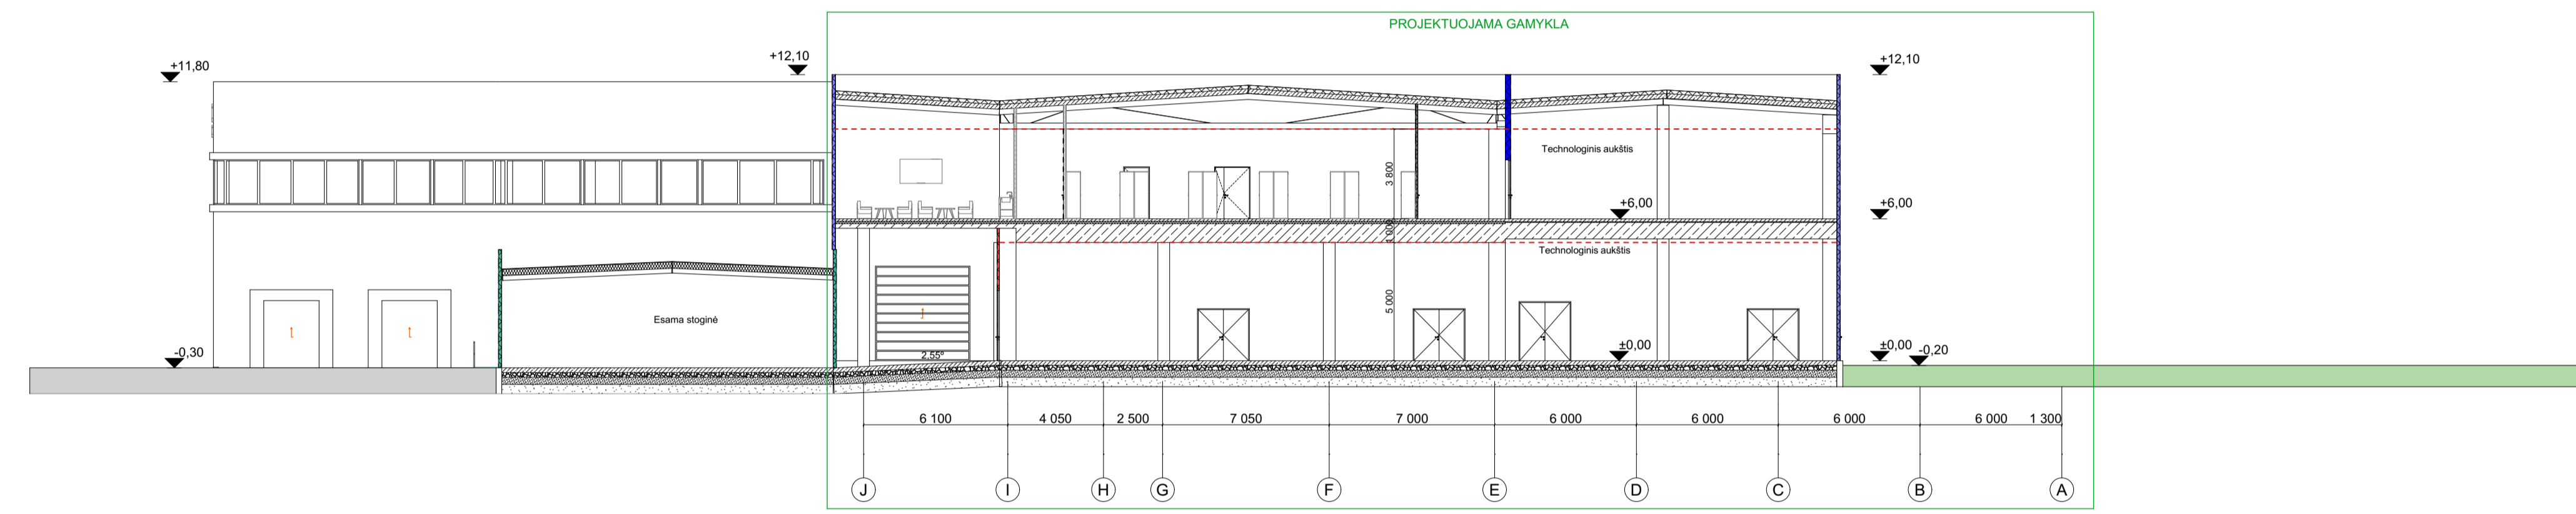 PROJEKTUOJAMA GAMYKLA
+11,80
+12,10
+12,10
Technologinis aukštis
3 800
+6,00
+6,00
1 000
Technologinis aukštis
5 000
Esama stoginė
-0,30
2,55°
±0,00
±0,00
-0,20
6 100
4 050
2 500
7 050
7 000
6 000
6 000
6 000
6 000
1 300
J
I
H
G
F
E
D
C
B
A